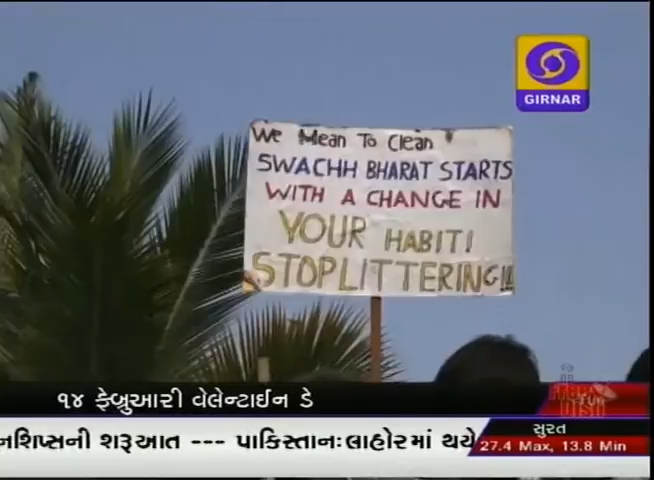 GIRNAR
We Mean To Clean
SWACHH BHARAT STARTS
WITH A CHANGE IN
YOUR HABIT!
STOPLITTERING!!!
૧૪ ફેબ્રુઆરી વેલેન્ટાઈન ડે
નશિપ્સની શરૂઆત --- પાકિસ્તાનઃલાહોરમાં થયે
સુરત
27.4 Max, 13.8 Min